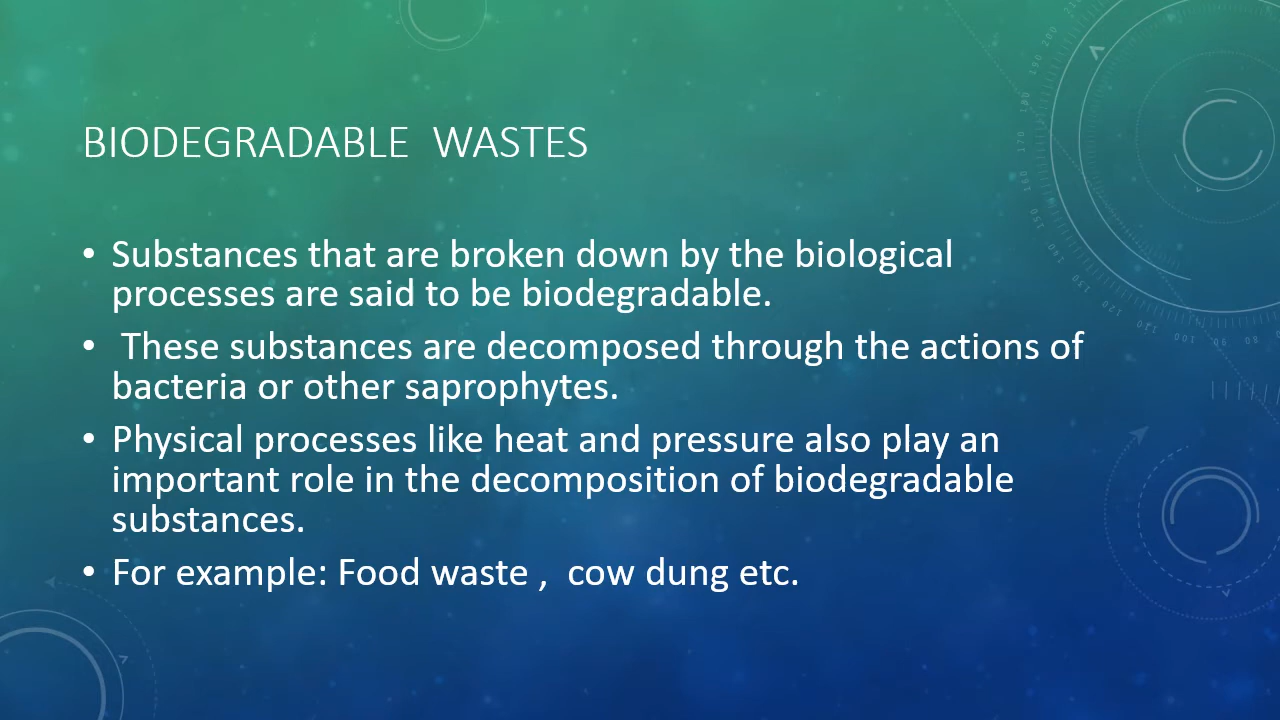 BIODEGRADABLE  WASTES
• Substances that are broken down by the biological
processes are said to be biodegradable.
•  These substances are decomposed through the actions of
bacteria or other saprophytes.
• Physical processes like heat and pressure also play an
important role in the decomposition of biodegradable
substances.
• For example: Food waste ,  cow dung etc.